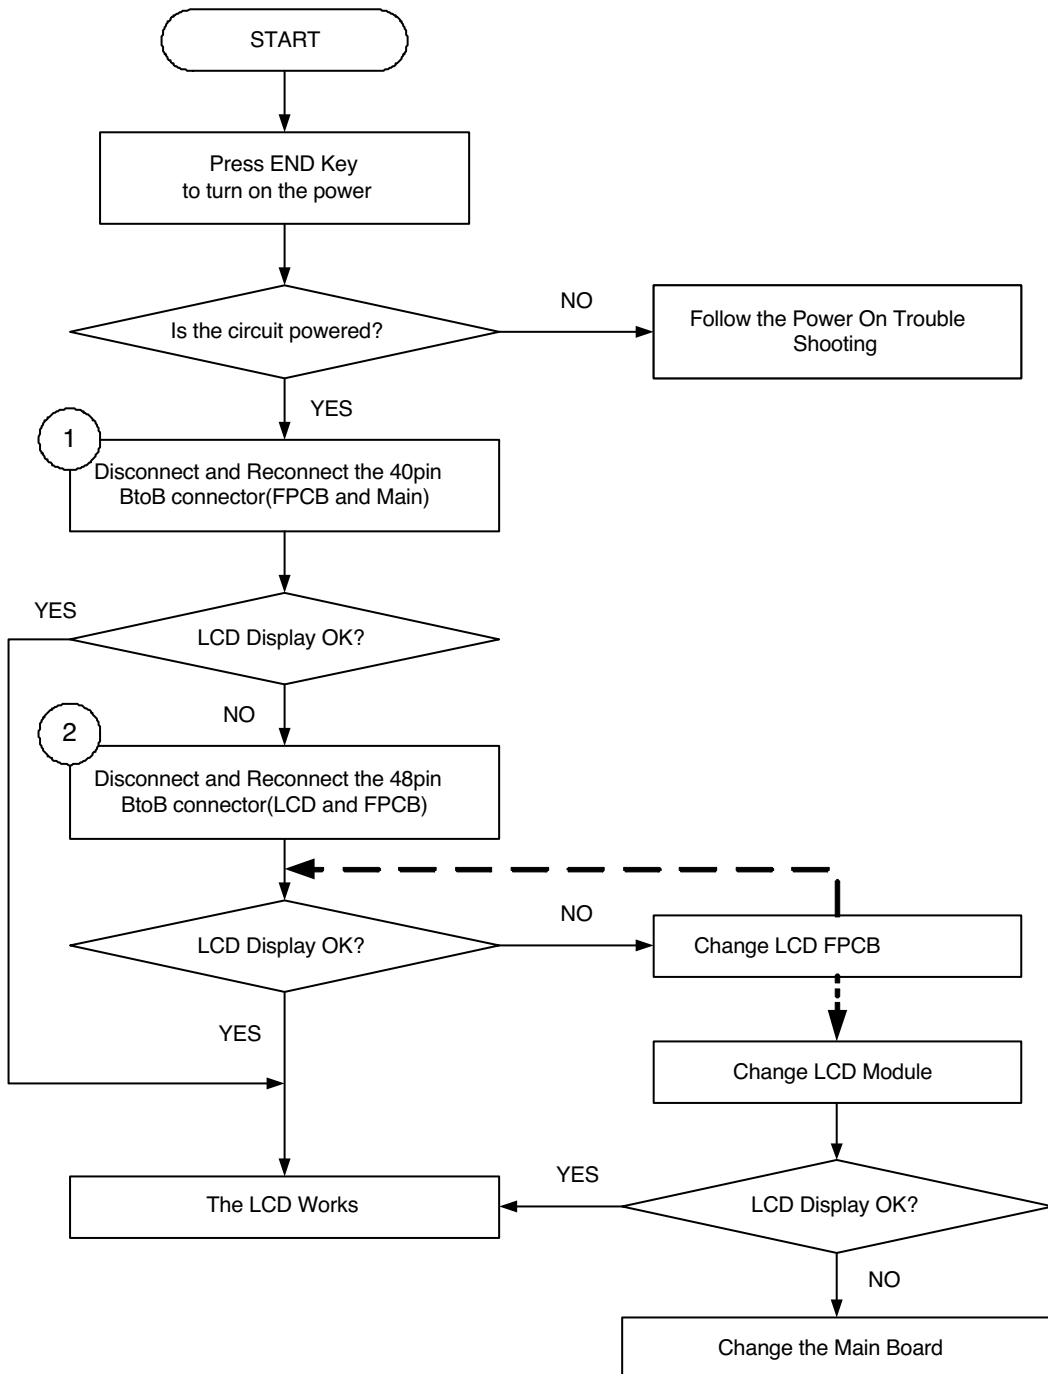 START
Press END Key
to turn on the power
Is the circuit powered?
NO
Follow the Power On Trouble
Shooting
YES
1
Disconnect and Reconnect the 40pin
BtoB connector(FPCB and Main)
YES
LCD Display OK?
NO
2
Disconnect and Reconnect the 48pin
BtoB connector(LCD and FPCB)
LCD Display OK?
NO
Change LCD FPCB
YES
Change LCD Module
The LCD Works
YES
LCD Display OK?
NO
Change the Main Board